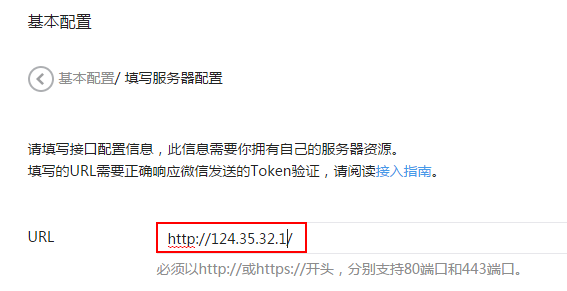 基本配置
基本配置/ 填写服务器配置
请填写接口配置信息，此信息需要你拥有自己的服务器资源。
填写的URL需要正确响应微信发送的Token验证，请阅读接入指南。
URL
http://124.35.32.1/
必须以http://或https://开头，分别支持80端口和443端口。